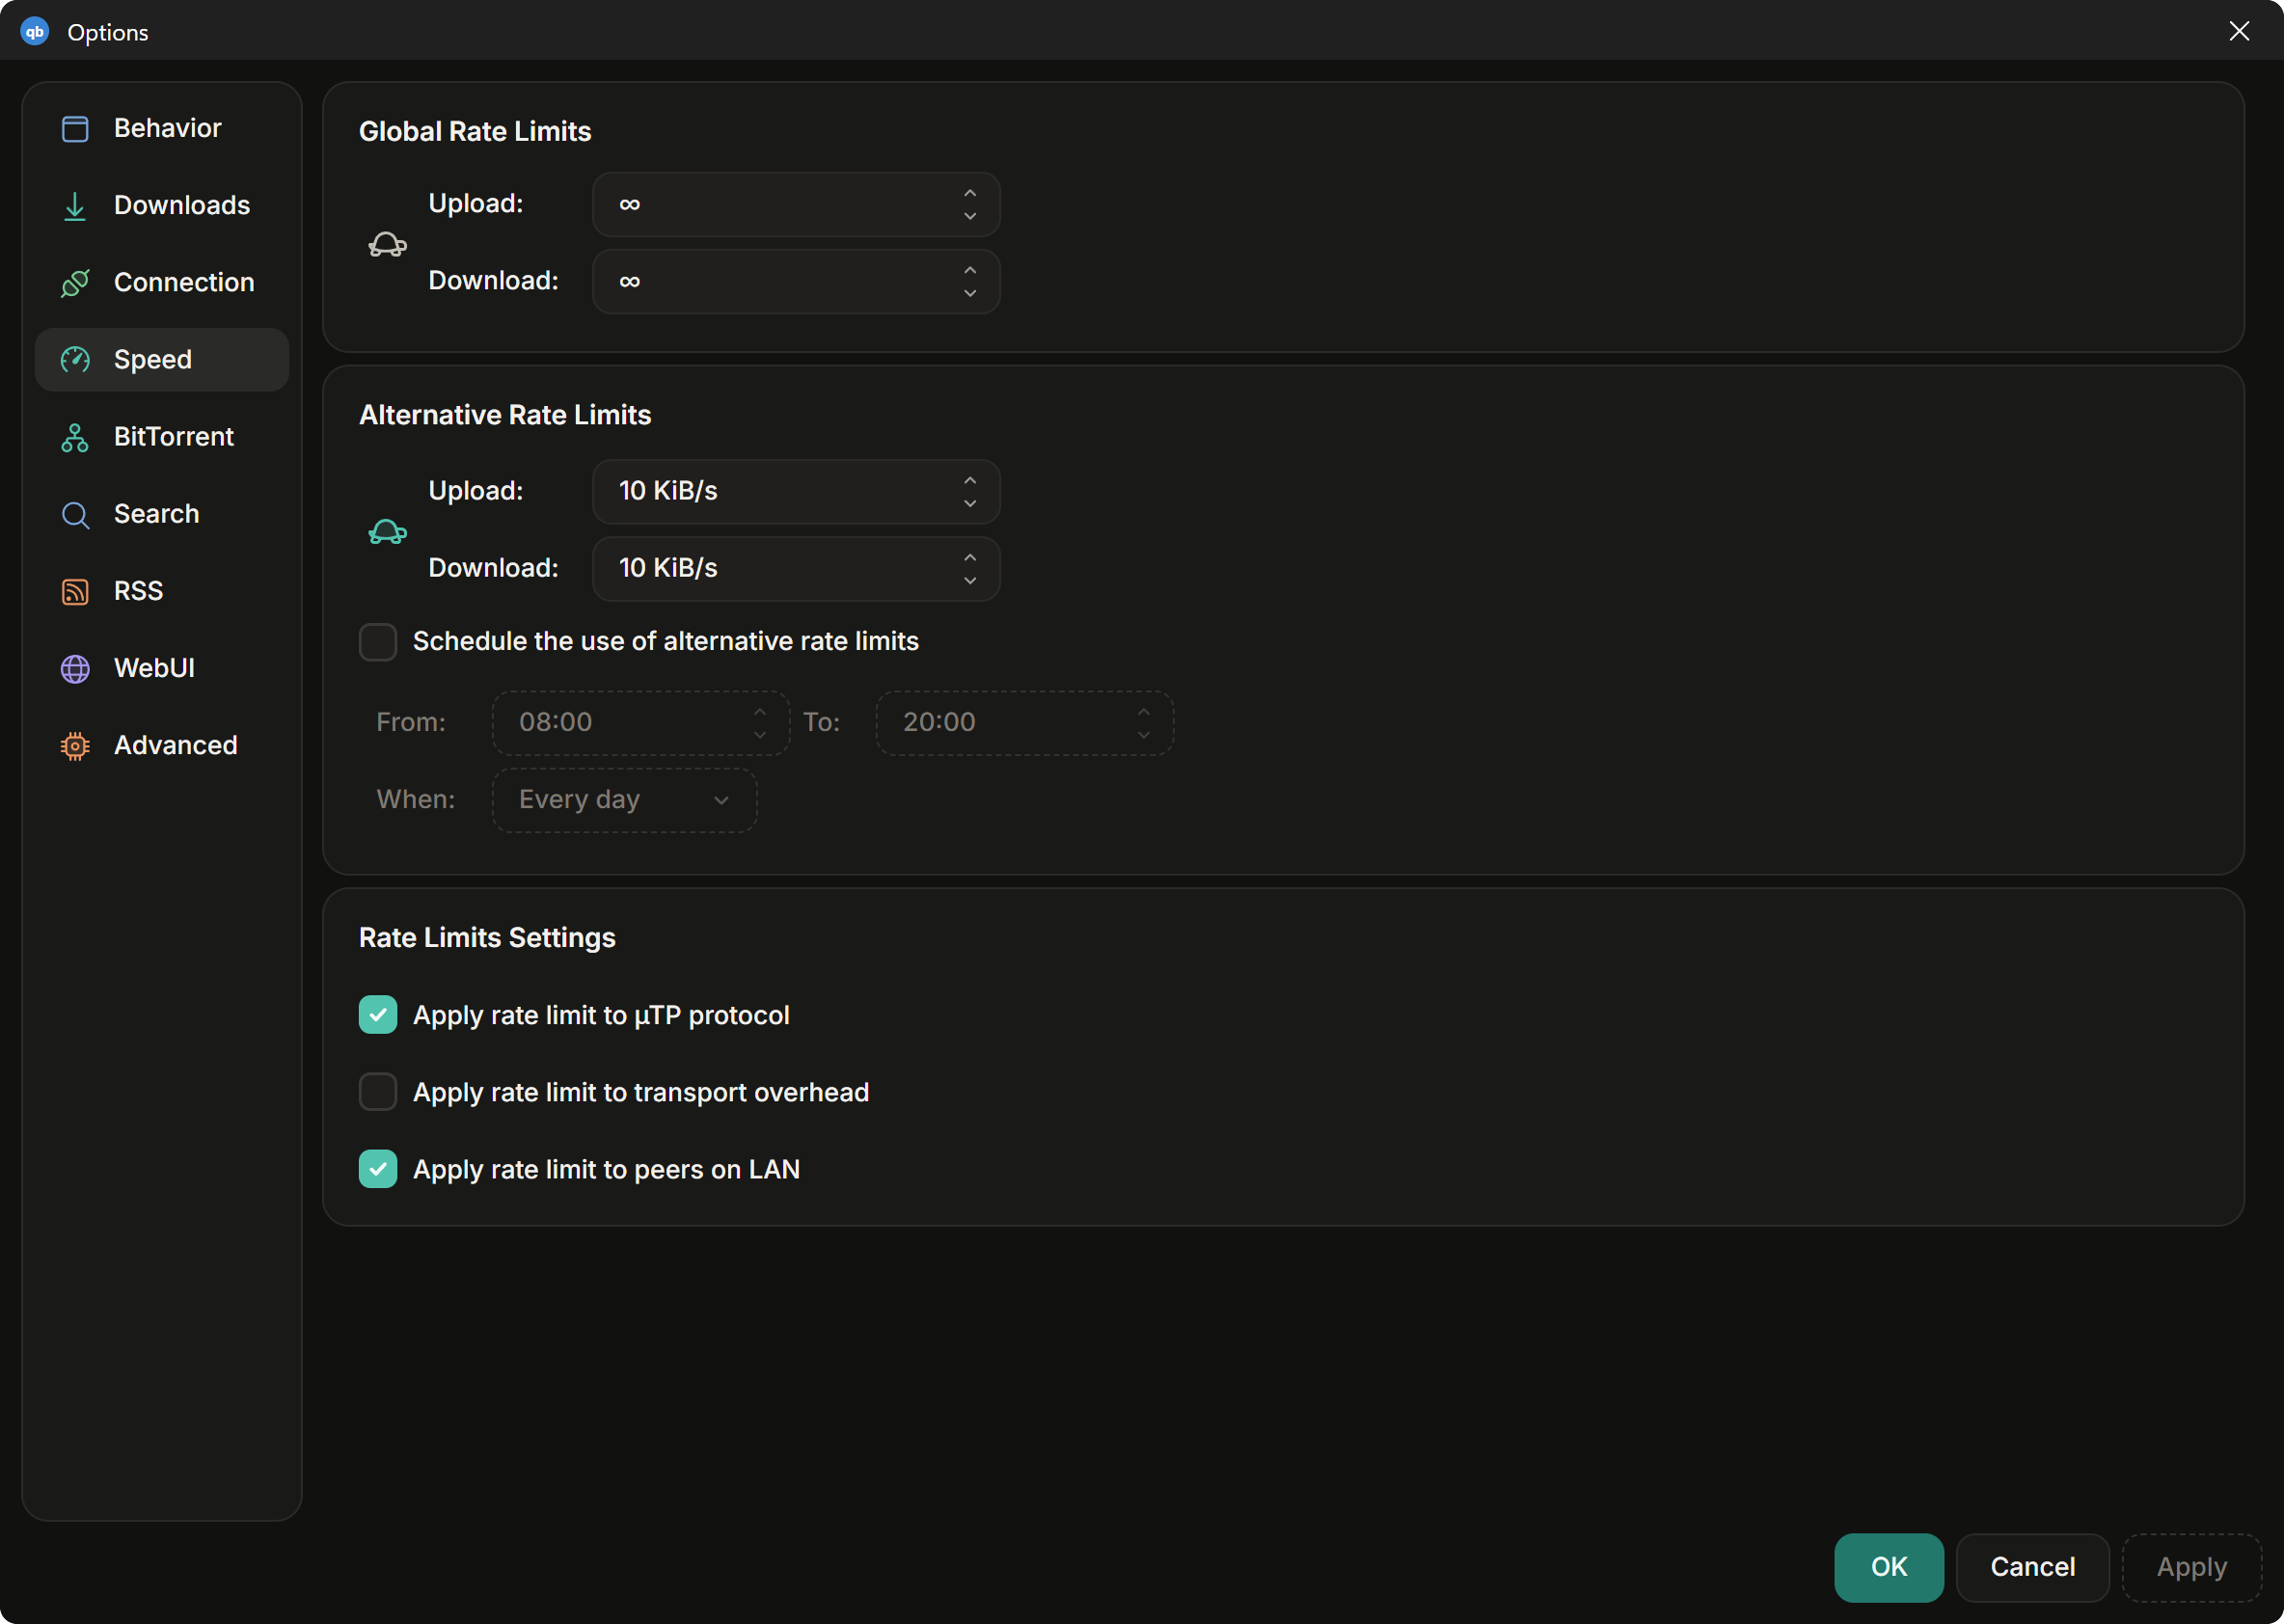 qb Options
Behavior
Downloads
Connection
Speed
BitTorrent
Search
RSS
WebUI
Advanced
Global Rate Limits
Upload: ∞
Download: ∞
Alternative Rate Limits
Upload: 10 KiB/s
Download: 10 KiB/s
Schedule the use of alternative rate limits
From: 08:00 To: 20:00
When: Every day
Rate Limits Settings
Apply rate limit to µTP protocol
Apply rate limit to transport overhead
Apply rate limit to peers on LAN
OK Cancel Apply